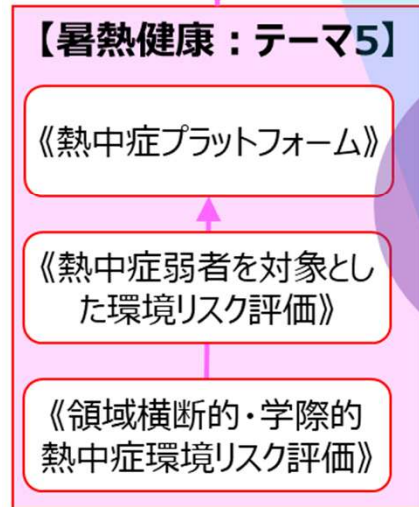 【暑熱健康：テーマ5】
《熱中症プラットフォーム》
《熱中症弱者を対象とし
た環境リスク評価》
《領域横断的・学際的
熱中症環境リスク評価》